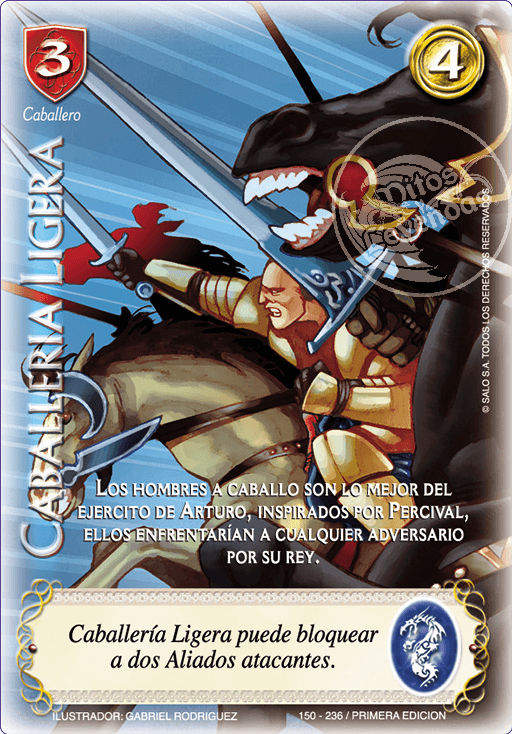 3
4
Caballero
CABALLERÍA LIGERA
Mitos
© SALO S.A. TODOS LOS DERECHOS RESERVADOS
LOS HOMBRES A CABALLO SON LO MEJOR DEL
EJERCITO DE ARTURO, INSPIRADOS POR PERCIVAL,
ELLOS ENFRENTARÍAN A CUALQUIER ADVERSARIO
POR SU REY.
Caballería Ligera puede bloquear
a dos Aliados atacantes.
ILUSTRADOR: GABRIEL RODRIGUEZ
150 - 236 / PRIMERA EDICION